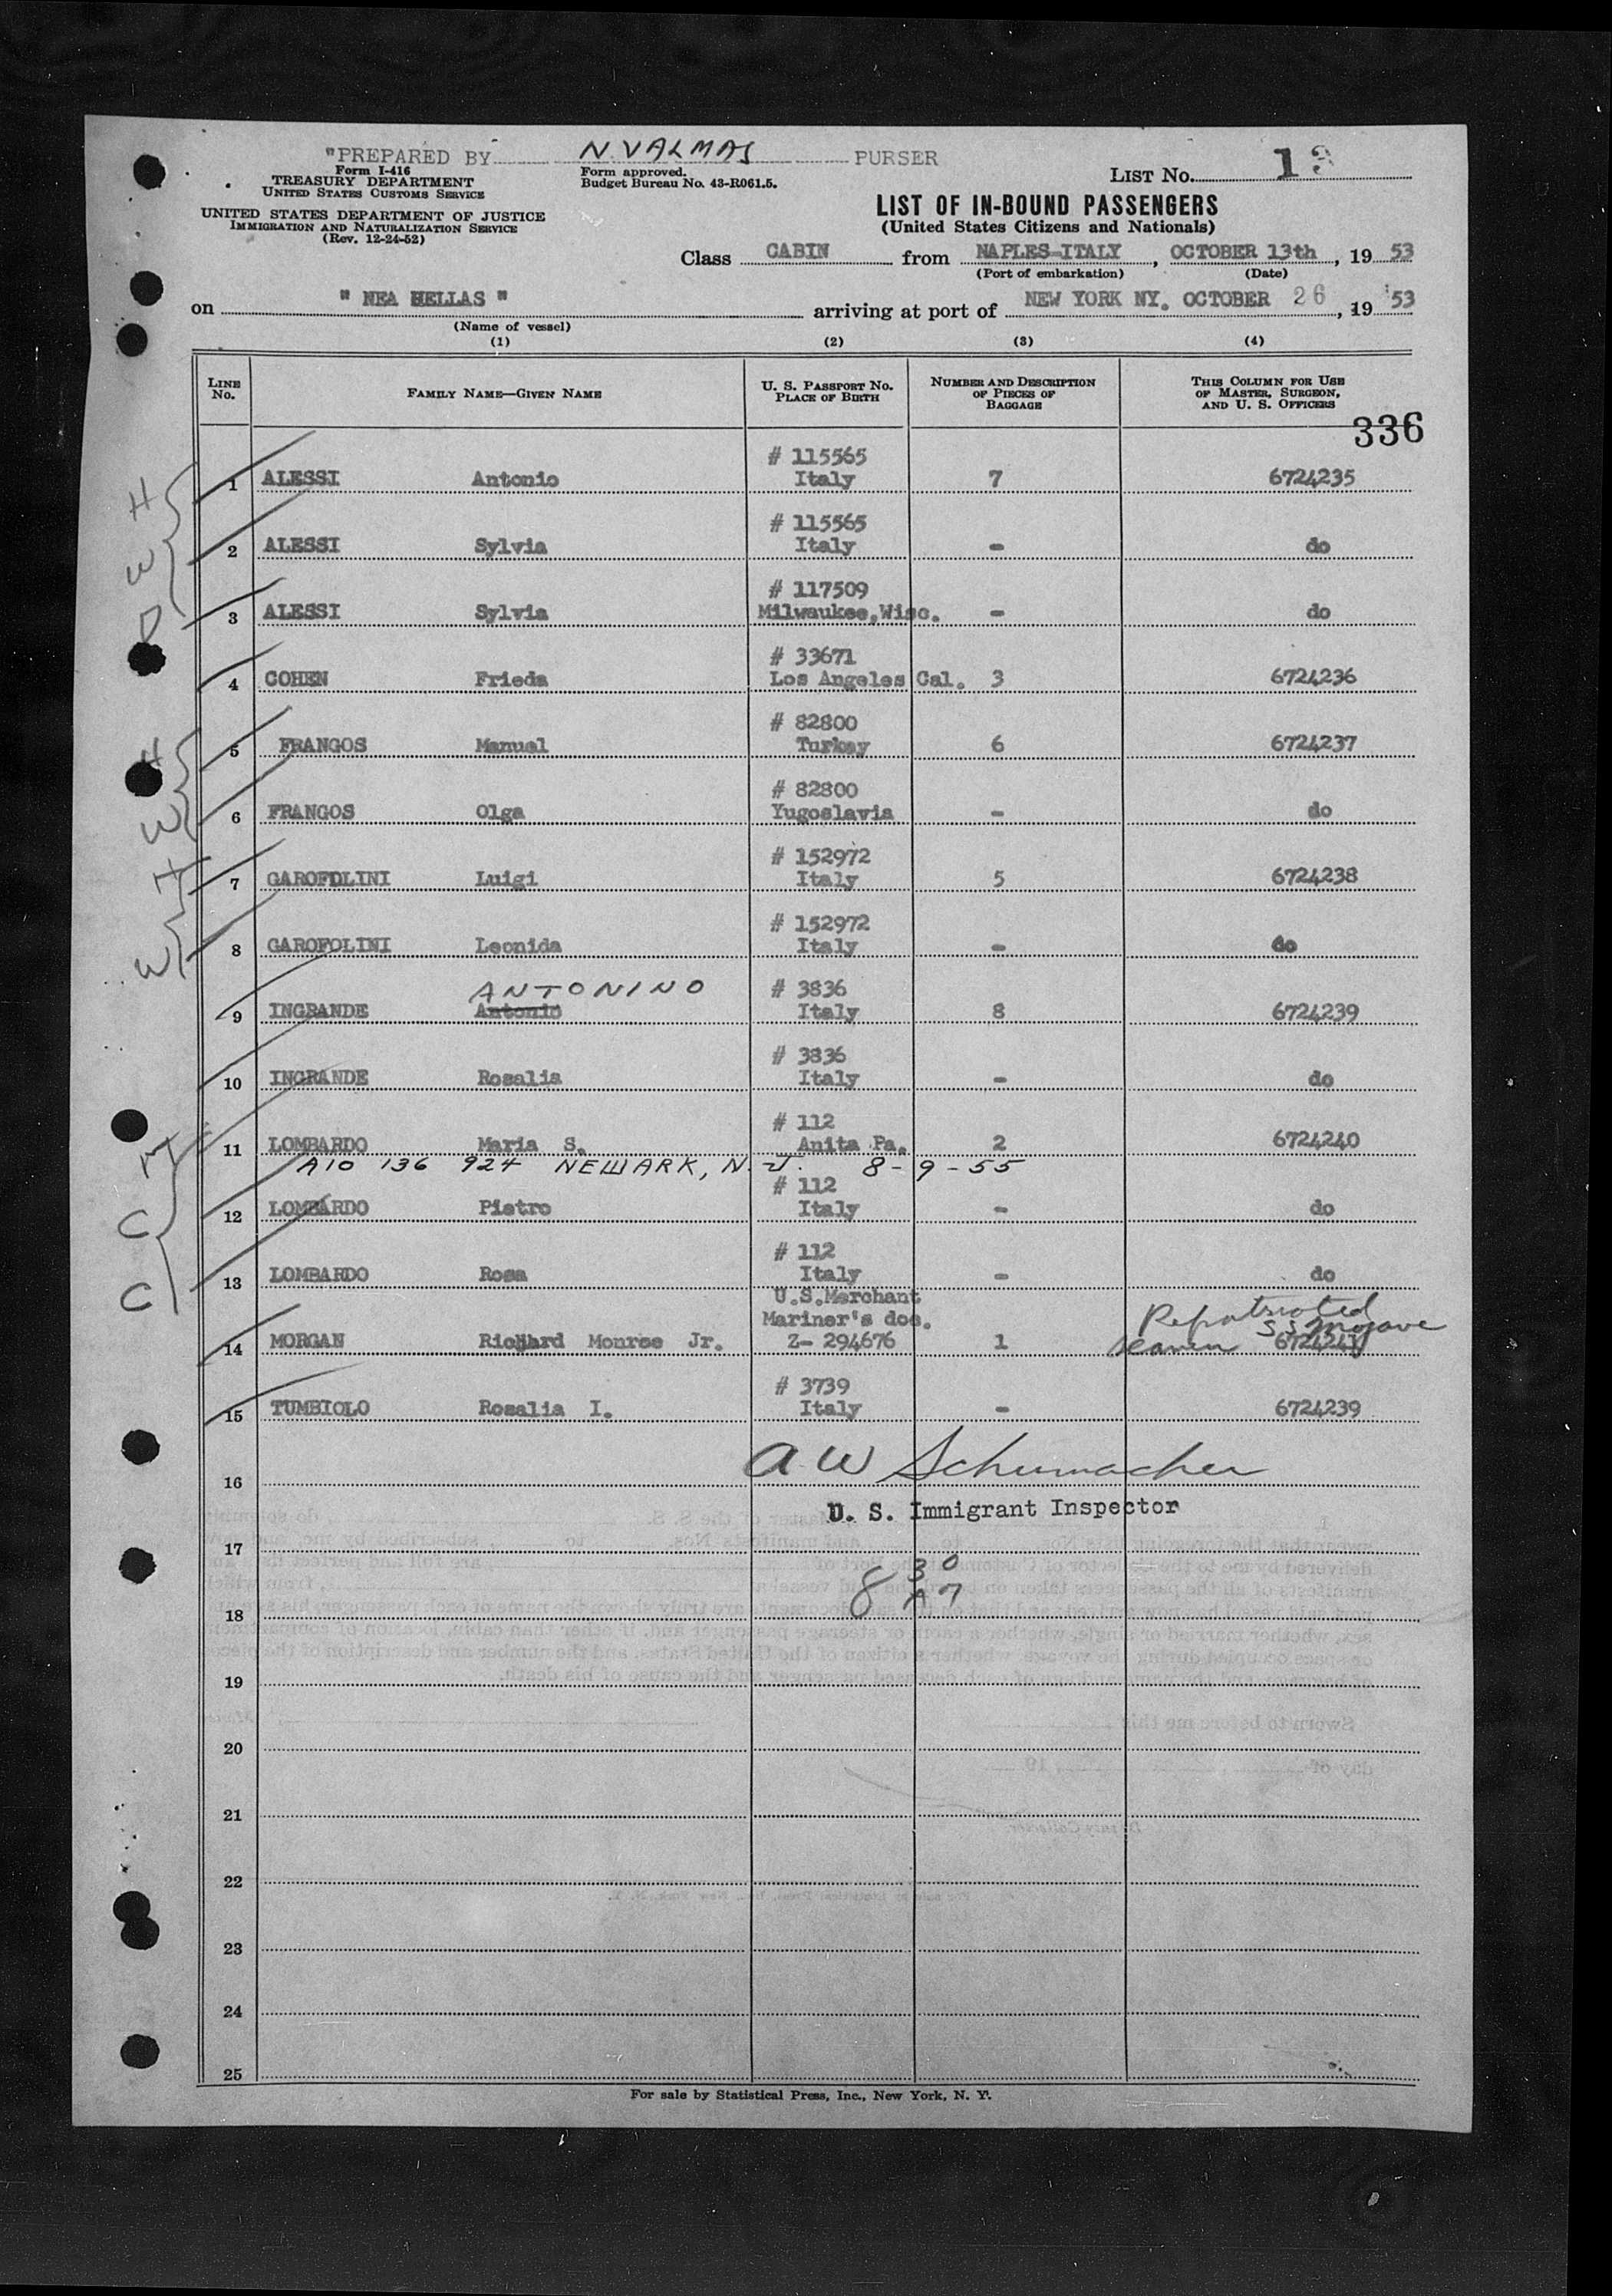 "PREPARED BY N. VALMAS PURSER
Form I-416
TREASURY DEPARTMENT
UNITED STATES CUSTOMS SERVICE
Form approved.
Budget Bureau No. 43-R061.5.
LIST NO. 13
UNITED STATES DEPARTMENT OF JUSTICE
IMMIGRATION AND NATURALIZATION SERVICE
(Rev. 12-24-52)
LIST OF IN-BOUND PASSENGERS
(United States Citizens and Nationals)
Class CABIN from NAPLES-ITALY, OCTOBER 13th, 19 53
(Port of embarkation) (Date)
on " NEA HELLAS " arriving at port of NEW YORK NY. OCTOBER 26, 19 53
(Name of vessel)
(1) (2) (3) (4)
LINE NO. FAMILY NAME—GIVEN NAME U. S. PASSPORT NO. PLACE OF BIRTH NUMBER AND DESCRIPTION OF PIECES OF BAGGAGE THIS COLUMN FOR USE OF MASTER, SURGEON, AND U. S. OFFICERS
336
# 115565
H 1 ALESSI Antonio Italy 7 6724235
# 115565
W 2 ALESSI Sylvia Italy - do
# 117509
D 3 ALESSI Sylvia Milwaukee,Wisc. - do
# 33671
4 COHEN Frieda Los Angeles Cal. 3 6724236
# 82800
H 5 FRANGOS Manual Turkey 6 6724237
# 82800
W 6 FRANGOS Olga Yugoslavia - do
# 152972
H 7 GAROFOLINI Luigi Italy 5 6724238
# 152972
W 8 GAROFOLINI Leonida Italy - do
ANTONINO # 3836
9 INGRANDE Antonio Italy 8 6724239
# 3836
10 INGRANDE Rosalia Italy - do
# 112
M 11 LOMBARDO Maria S. Anita Pa. 2 6724240
A10 136 924 NEWARK, N.J. 8-9-55
# 112
C 12 LOMBARDO Pietro Italy - do
# 112
C 13 LOMBARDO Rosa Italy - do
U.S.Merchant
Mariner's doc. Repatriated
14 MORGAN Richard Monroe Jr. Z- 294676 1 seaman SS Mojave 6724241
# 3739
15 TUMBIOLO Rosalia I. Italy - 6724239
A W Schumacher
16
U. S. Immigrant Inspector
17
8 30
A7
18
19
20
21
22
23
24
25
For sale by Statistical Press, Inc., New York, N. Y.